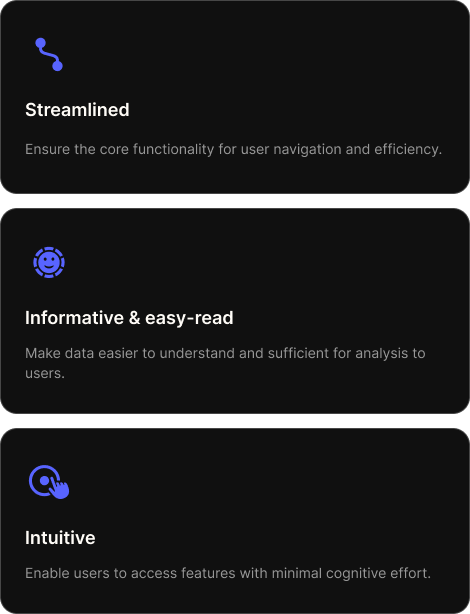 Streamlined
Ensure the core functionality for user navigation and efficiency.
Informative & easy-read
Make data easier to understand and sufficient for analysis to
users.
Intuitive
Enable users to access features with minimal cognitive effort.